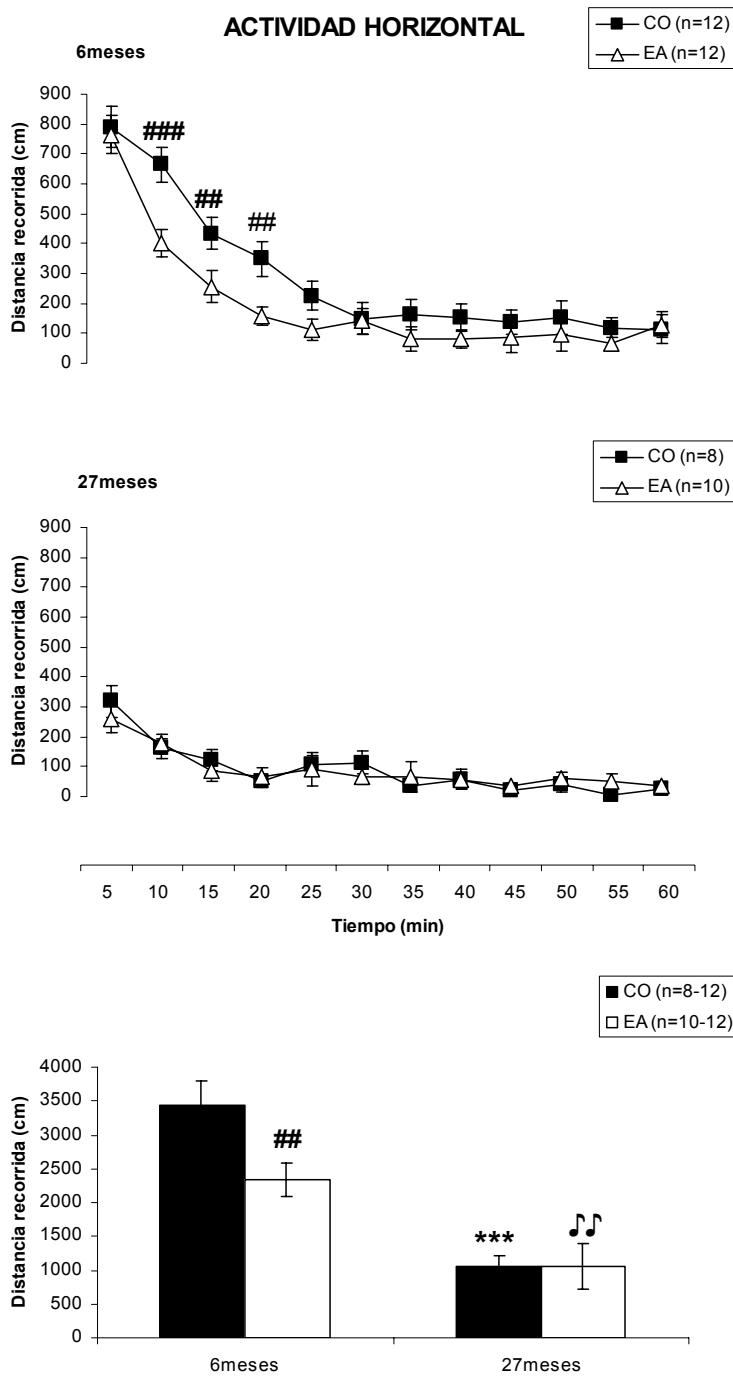 ACTIVIDAD HORIZONTAL
CO (n=12)
EA (n=12)
6meses
900
800
700
600
500
400
300
200
100
0
Distancia recorrida (cm)
###
##
##
CO (n=8)
EA (n=10)
27meses
900
800
700
600
500
400
300
200
100
0
Distancia recorrida (cm)
5 10 15 20 25 30 35 40 45 50 55 60
Tiempo (min)
CO (n=8-12)
EA (n=10-12)
4000
3500
3000
2500
2000
1500
1000
500
0
Distancia recorrida (cm)
##
***
♪♪
6meses 27meses